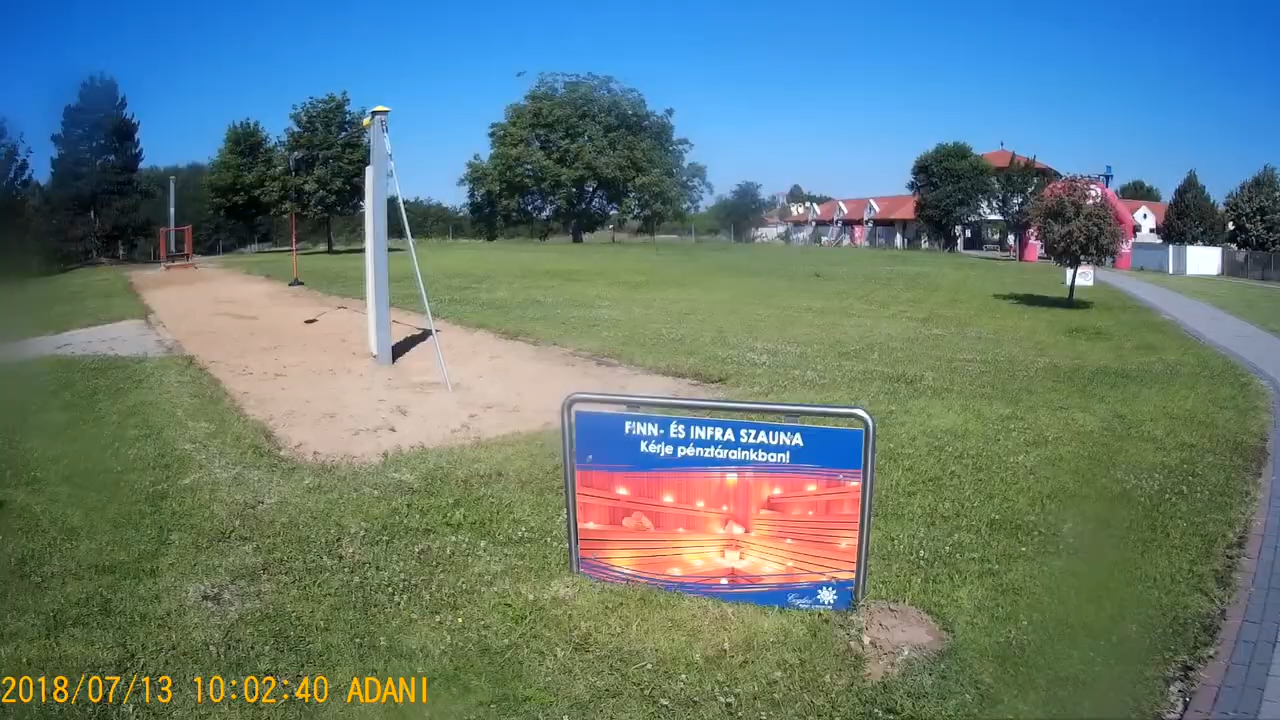 FINN- ÉS INFRA SZAUNA
Kérje pénztárainkban!
2018/07/13 10:02:40 ADANI